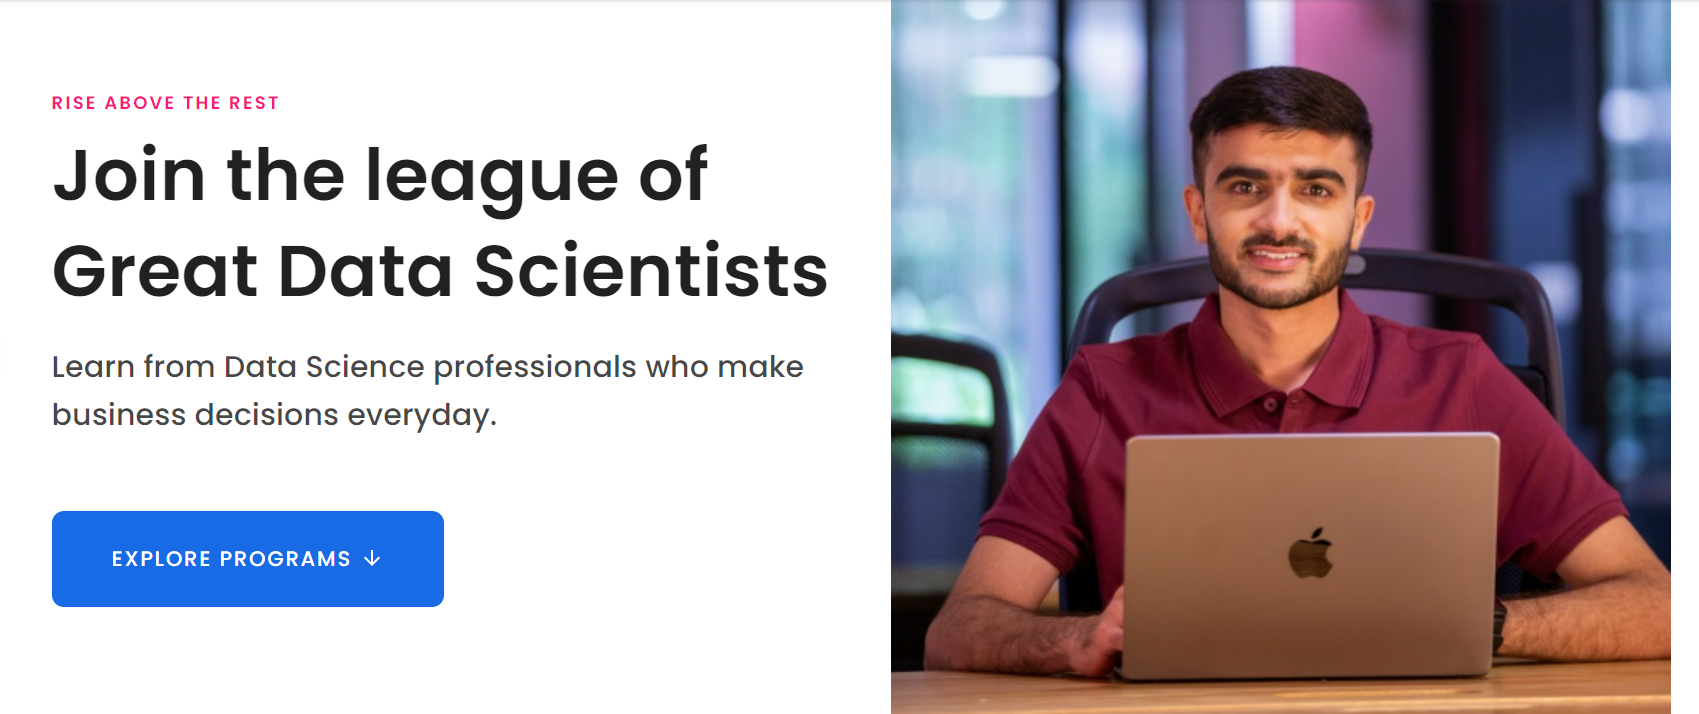 RISE ABOVE THE REST
Join the league of
Great Data Scientists
Learn from Data Science professionals who make
business decisions everyday.
EXPLORE PROGRAMS ↓